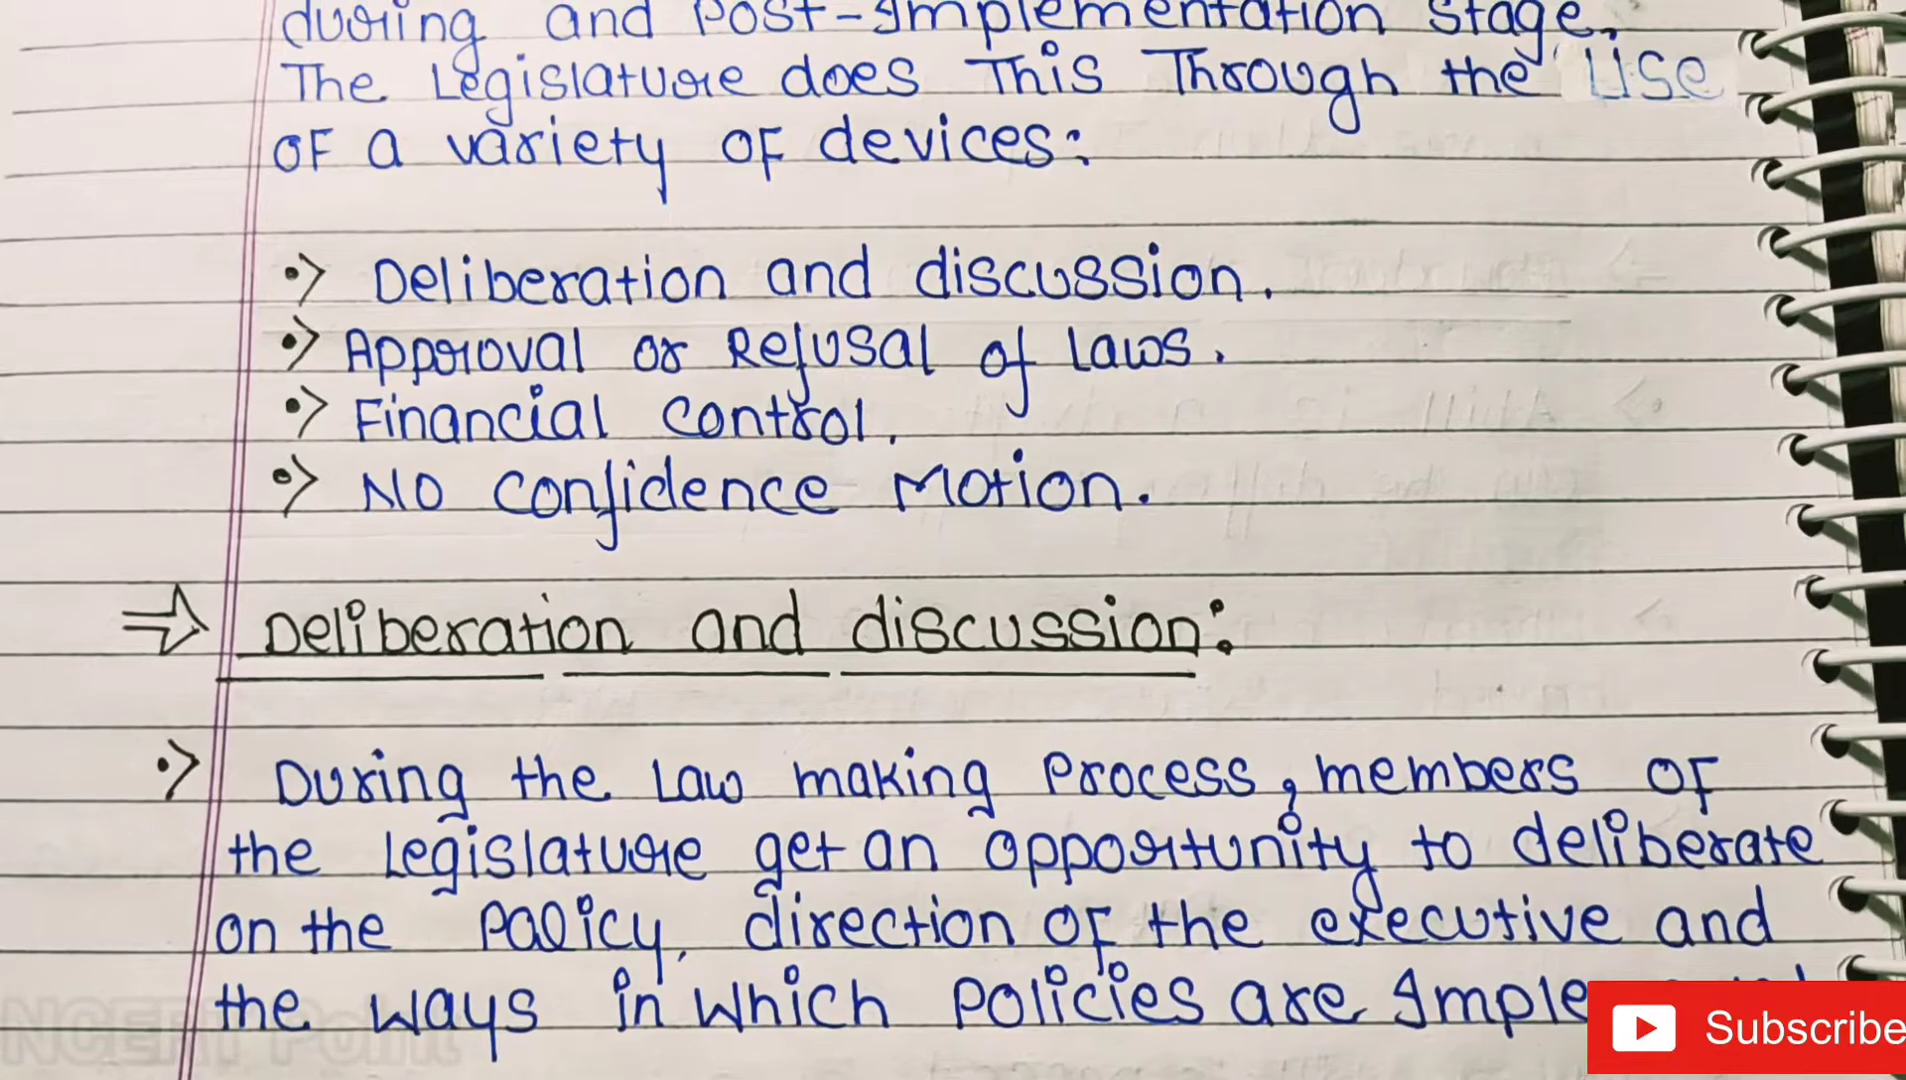 during and Post-Implementation stage.
The Legislature does This Through the Use
OF a variety OF devices:
•> Deliberation and discussion.
•> Approval or Refusal of laws.
•> Financial control.
•> NO confidence Motion.
⇒ Deliberation and discussion:
•> During the Law making Process, members OF
the Legislature get an opportunity to deliberate
on the Policy, direction of the executive and
the ways in which Policies are Imple
NCERT Point
Subscribe